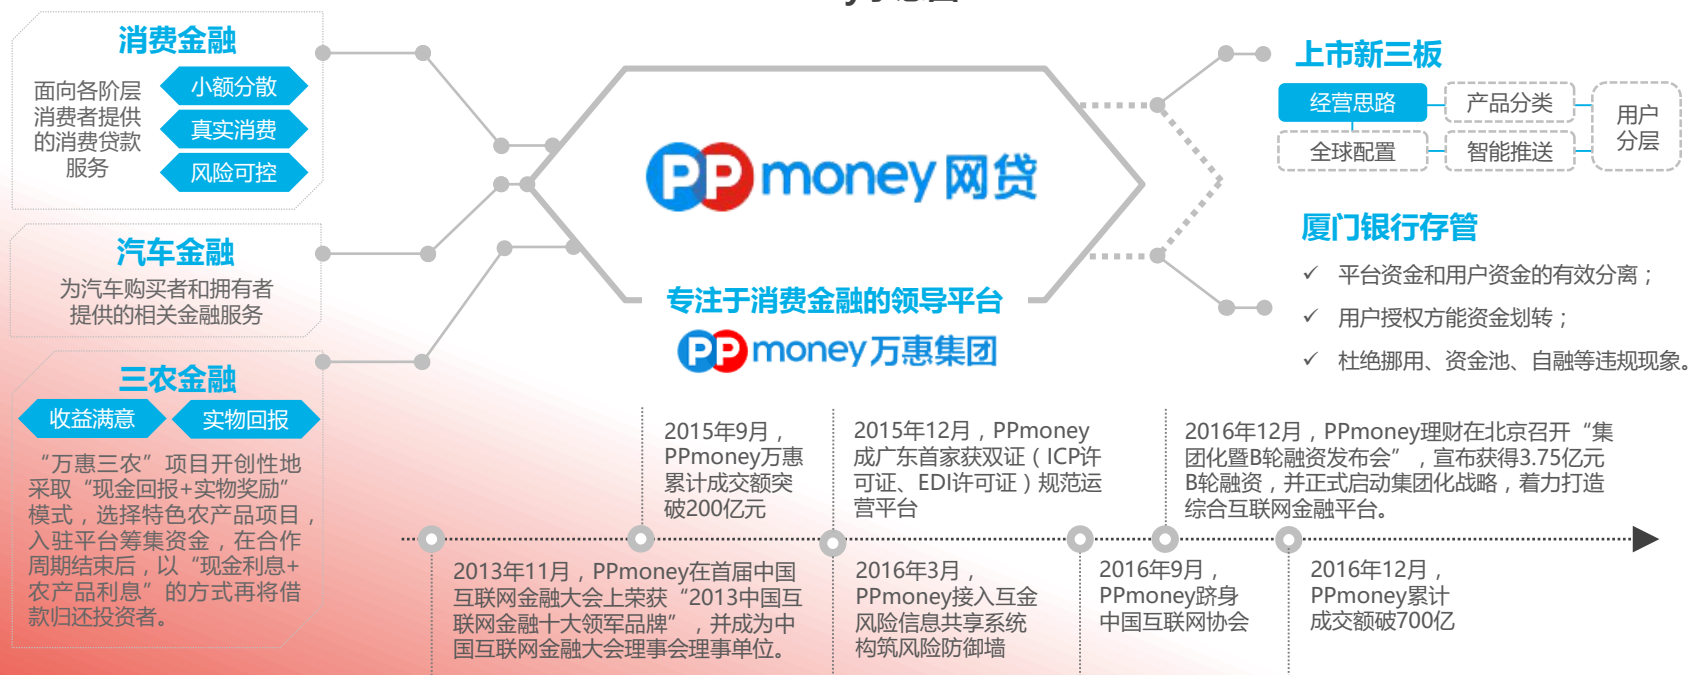 消费金融
面向各阶层
消费者提供
的消费贷款
服务
小额分散
真实消费
风险可控
汽车金融
为汽车购买者和拥有者
提供的相关金融服务
三农金融
收益满意
实物回报
“万惠三农”项目开创性地
采取“现金回报+实物奖励”
模式，选择特色农产品项目，
入驻平台筹集资金，在合作
周期结束后，以“现金利息+
农产品利息”的方式再将借
款归还投资者。
PPmoney网贷
专注于消费金融的领导平台
PPmoney万惠集团
上市新三板
经营思路
产品分类
用户
分层
全球配置
智能推送
厦门银行存管
✓ 平台资金和用户资金的有效分离；
✓ 用户授权方能资金划转；
✓ 杜绝挪用、资金池、自融等违规现象。
2015年9月，
PPmoney万惠
累计成交额突
破200亿元
2015年12月，PPmoney
成广东首家获双证（ICP许
可证、EDI许可证）规范运
营平台
2016年12月，PPmoney理财在北京召开“集
团化暨B轮融资发布会”，宣布获得3.75亿元
B轮融资，并正式启动集团化战略，着力打造
综合互联网金融平台。
2013年11月，PPmoney在首届中国
互联网金融大会上荣获“2013中国互
联网金融十大领军品牌”，并成为中
国互联网金融大会理事会理事单位。
2016年3月，
PPmoney接入互金
风险信息共享系统
构筑风险防御墙
2016年9月，
PPmoney跻身
中国互联网协会
2016年12月，
PPmoney累计
成交额破700亿